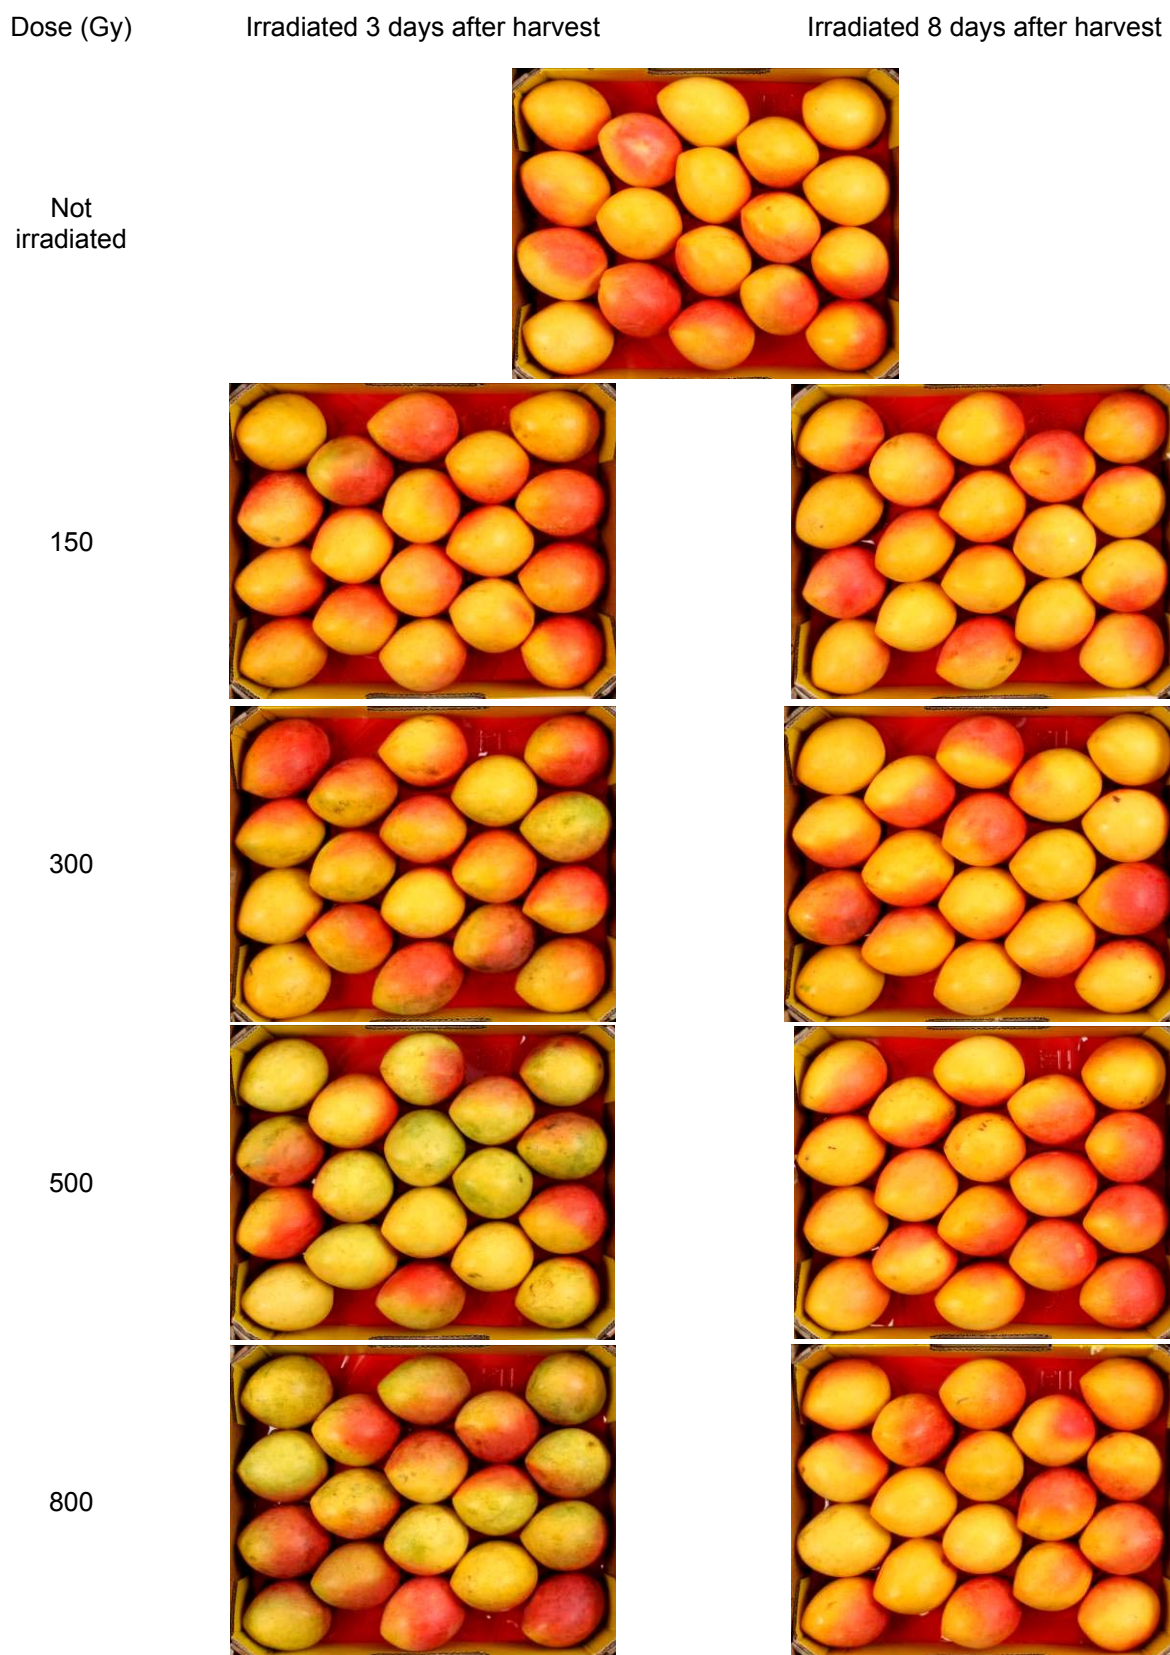 Dose (Gy)
Irradiated 3 days after harvest
Irradiated 8 days after harvest
Not
irradiated
150
300
500
800